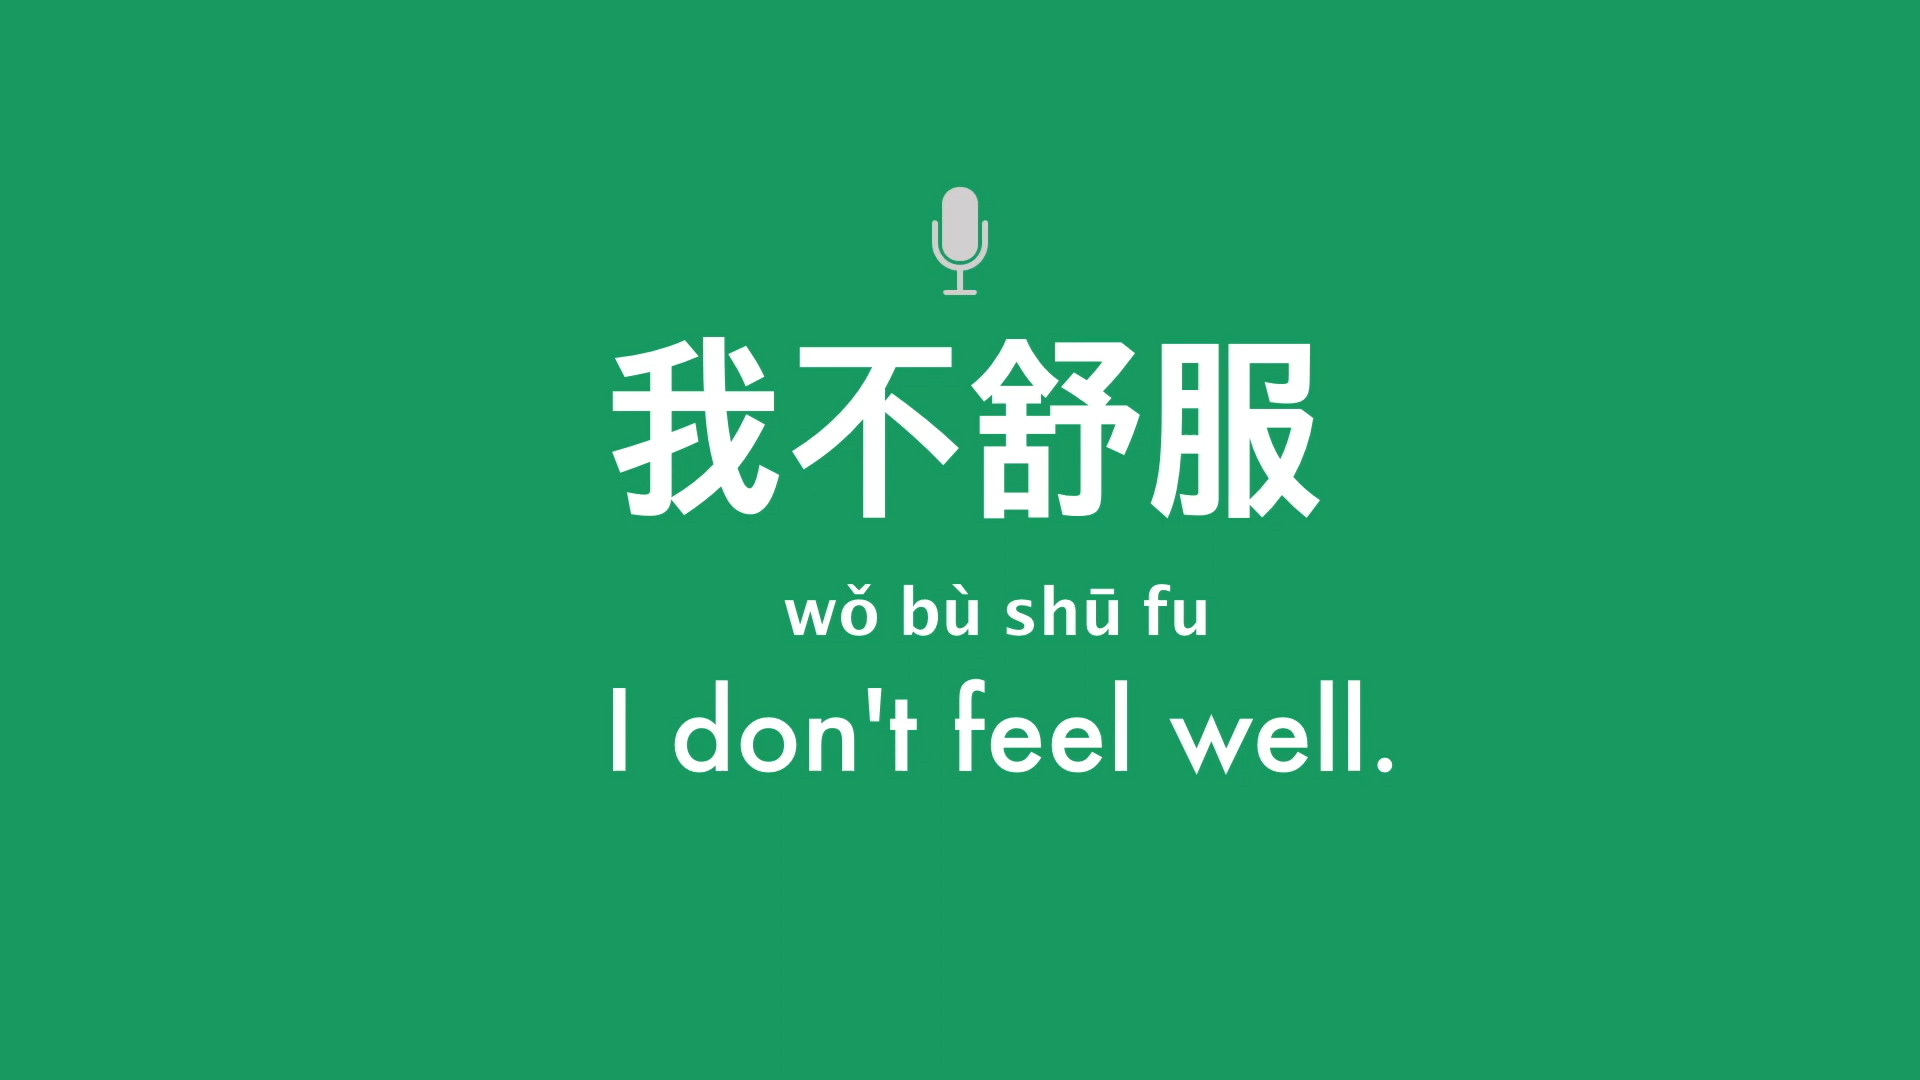 我不舒服
wǒ bù shū fu
I don't feel well.